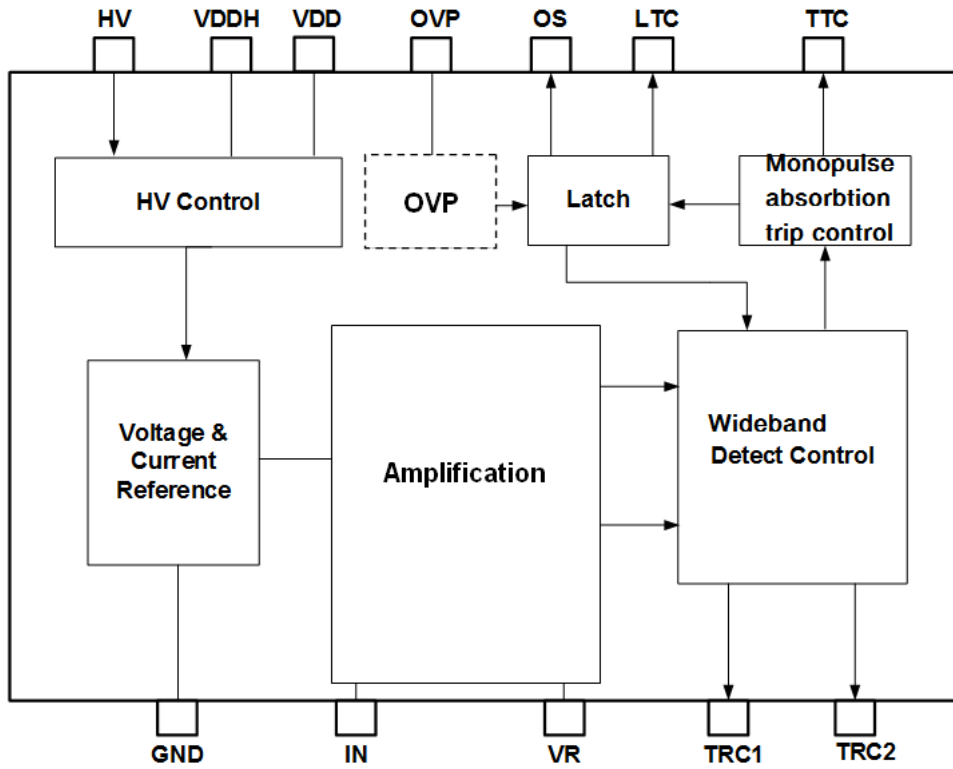 HV VDDH VDD OVP OS LTC TTC
HV Control
OVP
Latch
Monopulse
absorbtion
trip control
Voltage &
Current
Reference
Amplification
Wideband
Detect Control
GND IN VR TRC1 TRC2